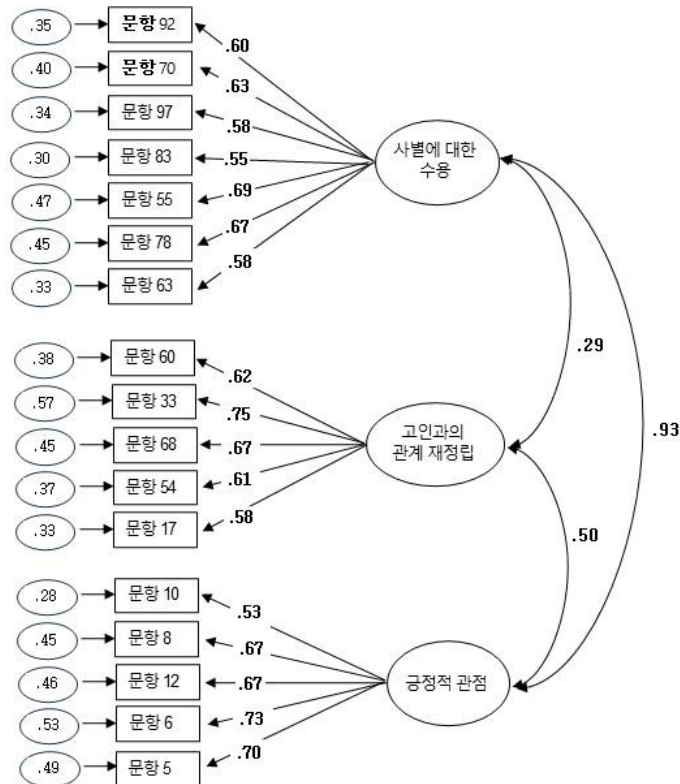 .35 문항 92 .60
.40 문항 70 .63
.34 문항 97 .58
.30 문항 83 .55
.47 문항 55 .69
.45 문항 78 .67
.33 문항 63 .58
사별에 대한
수용
.29
.93
.38 문항 60 .62
.57 문항 33 .75
.45 문항 68 .67
.37 문항 54 .61
.33 문항 17 .58
고인과의
관계 재정립
.50
.28 문항 10 .53
.45 문항 8 .67
.46 문항 12 .67
.53 문항 6 .73
.49 문항 5 .70
긍정적 관점